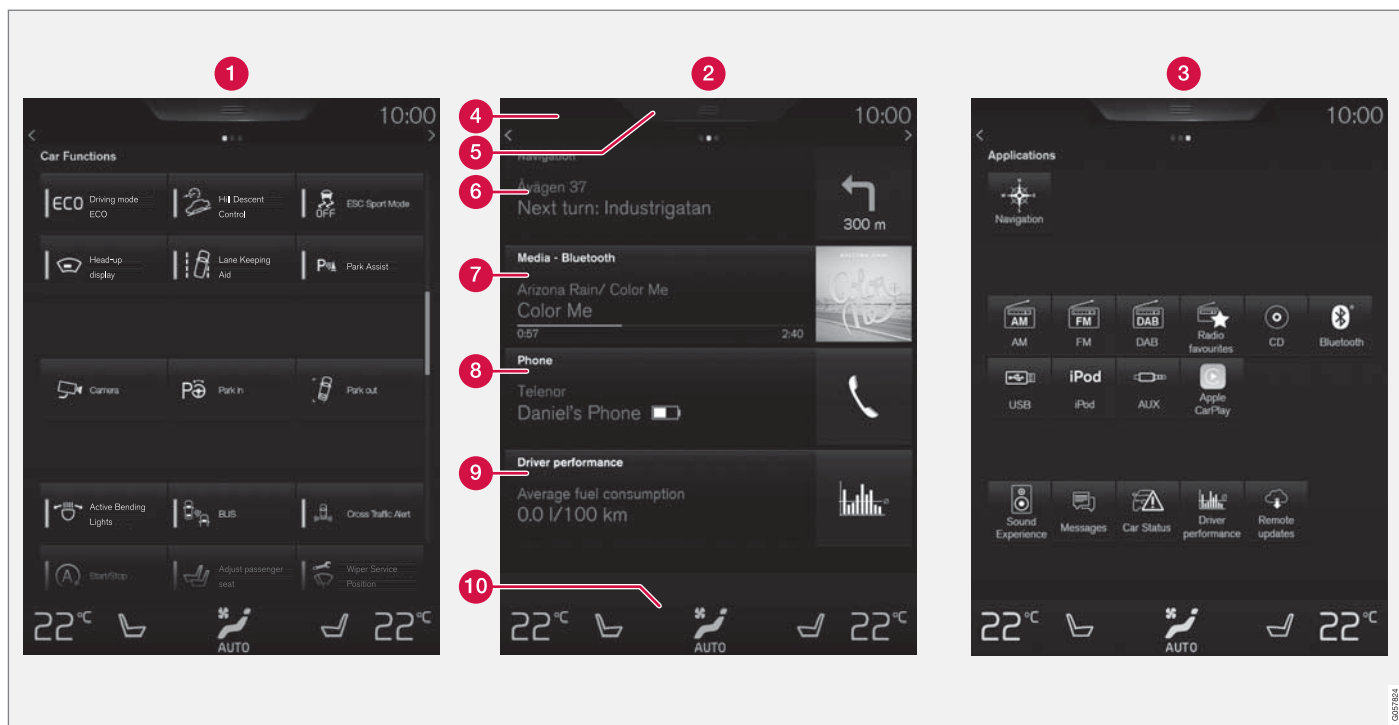 1
2
3
10:00
Car Functions
ECO Driving mode ECO
Hill Descent Control
OFF ESC Sport Mode
Head-up display
Lane Keeping Aid
P Park Assist
Camera
P Park in
Park out
Active Bending Lights
BLIS
Cross Traffic Alert
A Start/Stop
Adjust passenger seat
Wiper Service Position
22°C
AUTO
22°C
4
5
6
7
8
9
10
10:00
Navigation
Årägen 37
Next turn: Industrigatan
300 m
Media - Bluetooth
Arizona Rain/ Color Me
Color Me
0:57
2:40
Color Me
Phone
Telenor
Daniel's Phone
Driver performance
Average fuel consumption
0.0 l/100 km
22°C
AUTO
22°C
10:00
Applications
Navigation
AM
AM
FM
FM
DAB
DAB
Radio favourites
CD
Bluetooth
USB
iPod
iPod
AUX
Apple CarPlay
Sound Experience
Messages
Car Status
Driver performance
Remote updates
22°C
AUTO
22°C
G057824